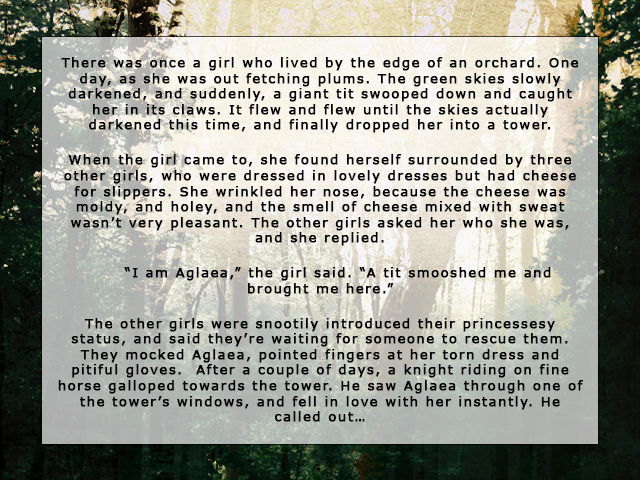 There was once a girl who lived by the edge of an orchard. One
day, as she was out fetching plums. The green skies slowly
darkened, and suddenly, a giant tit swooped down and caught
her in its claws. It flew and flew until the skies actually
darkened this time, and finally dropped her into a tower.
When the girl came to, she found herself surrounded by three
other girls, who were dressed in lovely dresses but had cheese
for slippers. She wrinkled her nose, because the cheese was
moldy, and holey, and the smell of cheese mixed with sweat
wasn’t very pleasant. The other girls asked her who she was,
and she replied.
“I am Aglaea,” the girl said. “A tit smooshed me and
brought me here.”
The other girls were snootily introduced their princessesy
status, and said they’re waiting for someone to rescue them.
They mocked Aglaea, pointed fingers at her torn dress and
pitiful gloves.  After a couple of days, a knight riding on fine
horse galloped towards the tower. He saw Aglaea through one of
the tower’s windows, and fell in love with her instantly. He
called out…